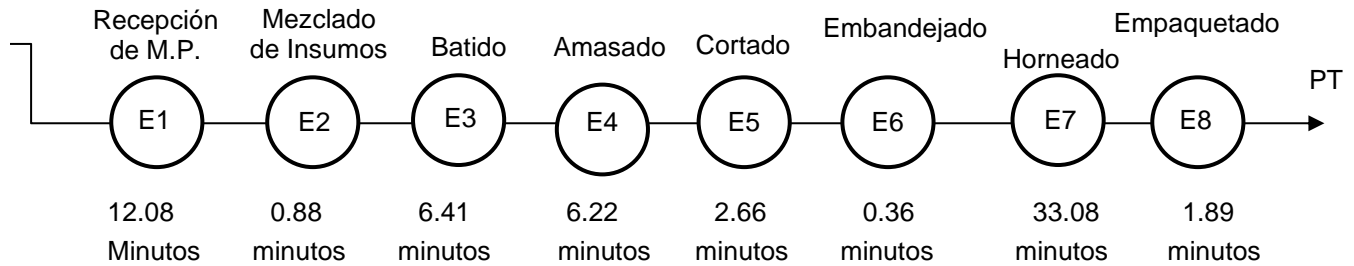 Recepción
de M.P.
Mezclado
de Insumos
Batido
Amasado
Cortado
Embandejado
Horneado
Empaquetado
PT
E1
E2
E3
E4
E5
E6
E7
E8
12.08
Minutos
0.88
minutos
6.41
minutos
6.22
minutos
2.66
minutos
0.36
minutos
33.08
minutos
1.89
minutos